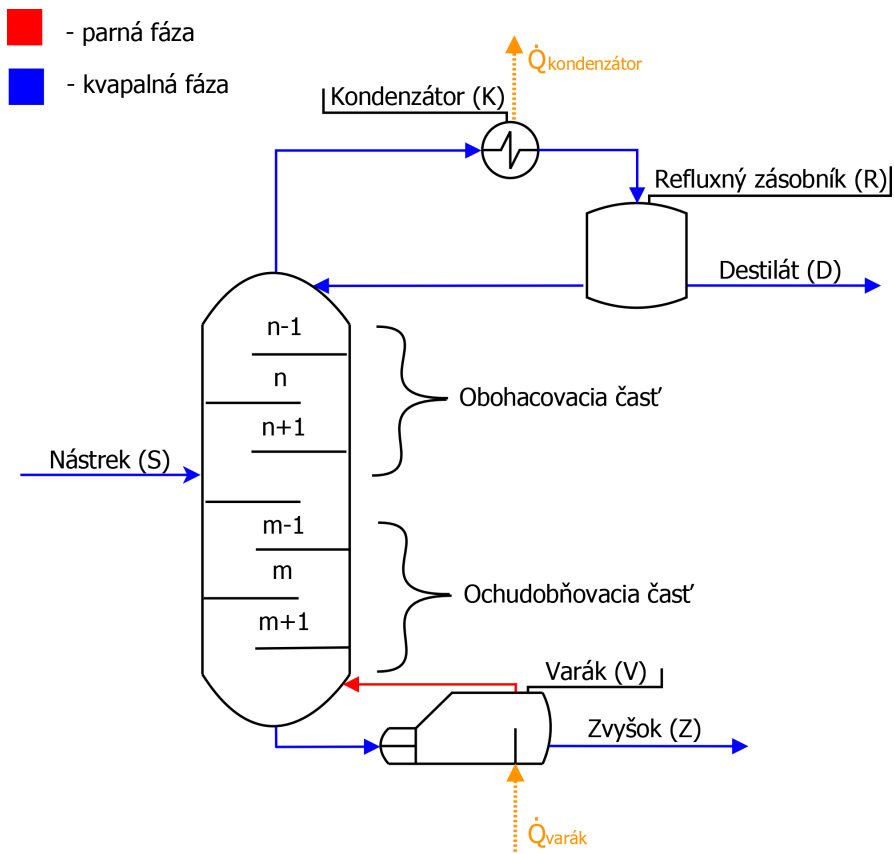 - parná fáza
- kvapalná fáza
Q̇kondenzátor
Kondenzátor (K)
Refluxný zásobník (R)
Destilát (D)
n-1
n
n+1
Obohacovacia časť
Nástrek (S)
m-1
m
m+1
Ochudobňovacia časť
Varák (V)
Zvyšok (Z)
Q̇varák